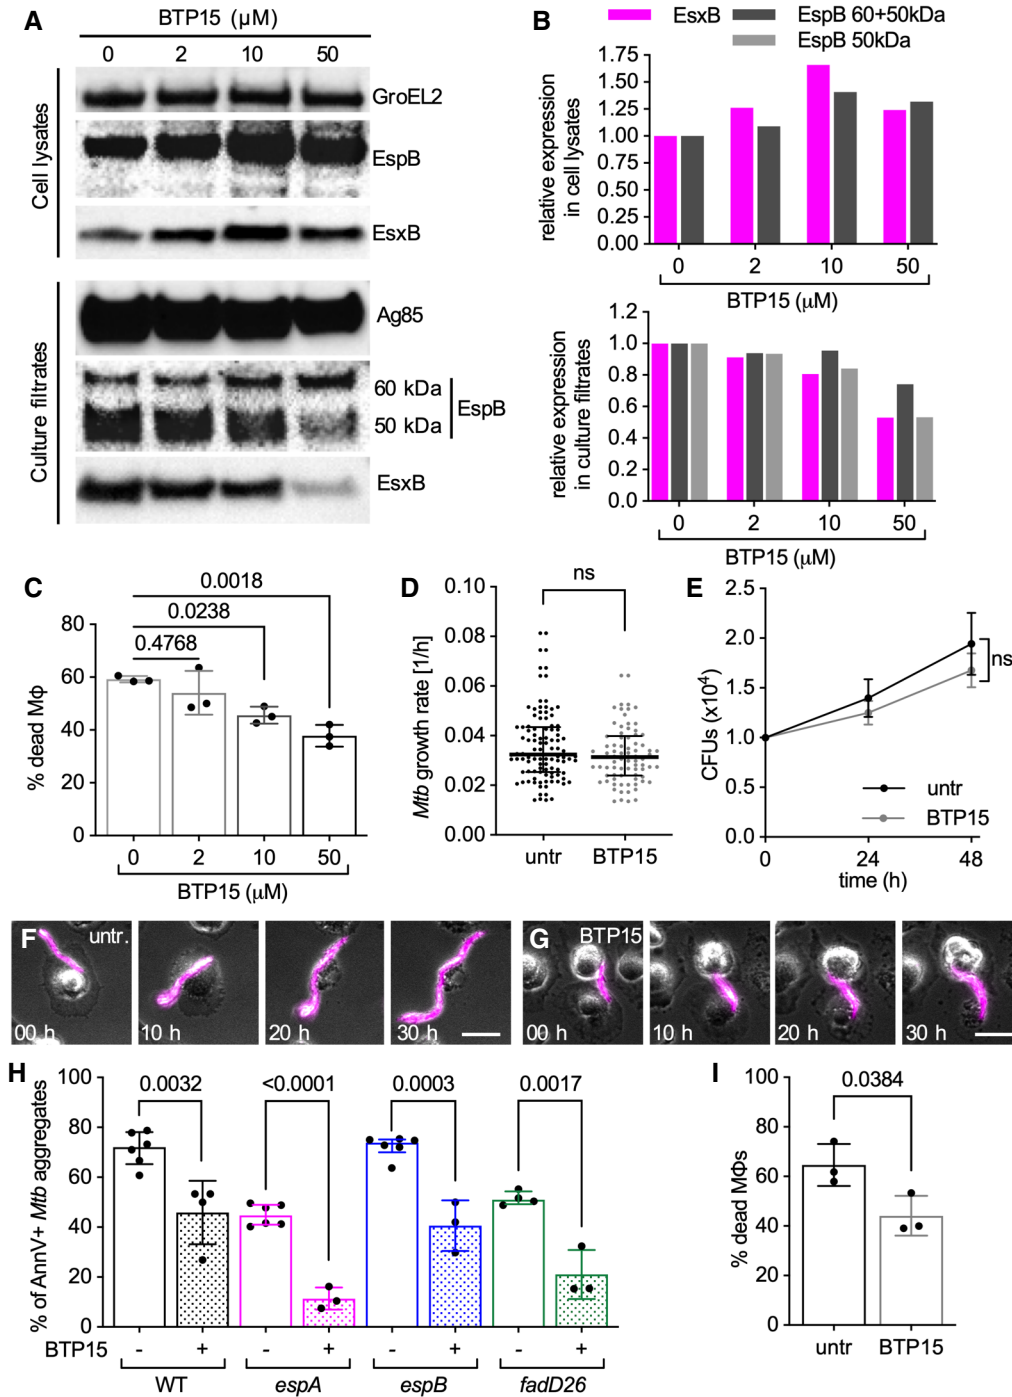 A
BTP15 (µM)
0 2 10 50
Cell lysates
GroEL2
EspB
EsxB
Culture filtrates
Ag85
60 kDa
50 kDa
EspB
EsxB
B
EsxB
EspB 60+50kDa
EspB 50kDa
relative expression
in cell lysates
1.75
1.50
1.25
1.00
0.75
0.50
0.25
0.00
0 2 10 50
BTP15 (µM)
relative expression
in culture filtrates
1.2
1.0
0.8
0.6
0.4
0.2
0.0
0 2 10 50
BTP15 (µM)
C
% dead Mϕ
80
60
40
20
0
0.0018
0.0238
0.4768
0 2 10 50
BTP15 (µM)
D
Mtb growth rate [1/h]
0.10
0.08
0.06
0.04
0.02
0.00
ns
untr BTP15
E
CFUs (x10⁴)
2.5
2.0
1.5
1.0
0.5
0.0
ns
untr
BTP15
0 24 48
time (h)
F
untr.
00 h
10 h
20 h
30 h
G
BTP15
00 h
10 h
20 h
30 h
H
% of AnnV+ Mtb aggregates
100
80
60
40
20
0
0.0032 <0.0001 0.0003 0.0017
BTP15 - + - + - + - +
WT espA espB fadD26
I
% dead MΦs
100
80
60
40
20
0
0.0384
untr BTP15